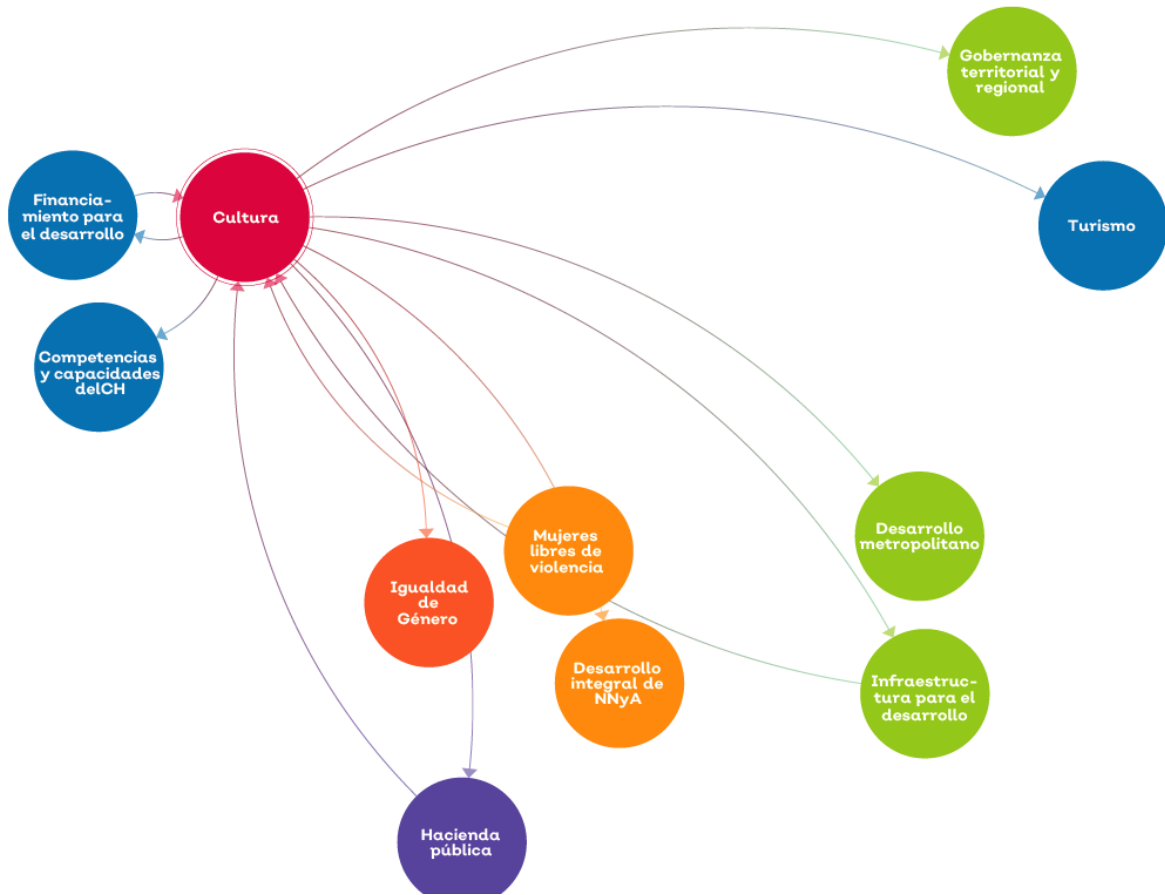 Gobernanza
territorial y
regional
Financia-
miento para
el desarrollo
Cultura
Turismo
Competencias
y capacidades
delCH
Mujeres
libres de
violencia
Desarrollo
metropolitano
Igualdad
de
Género
Desarrollo
integral de
NNyA
Infraestruc-
tura para el
desarrollo
Hacienda
pública